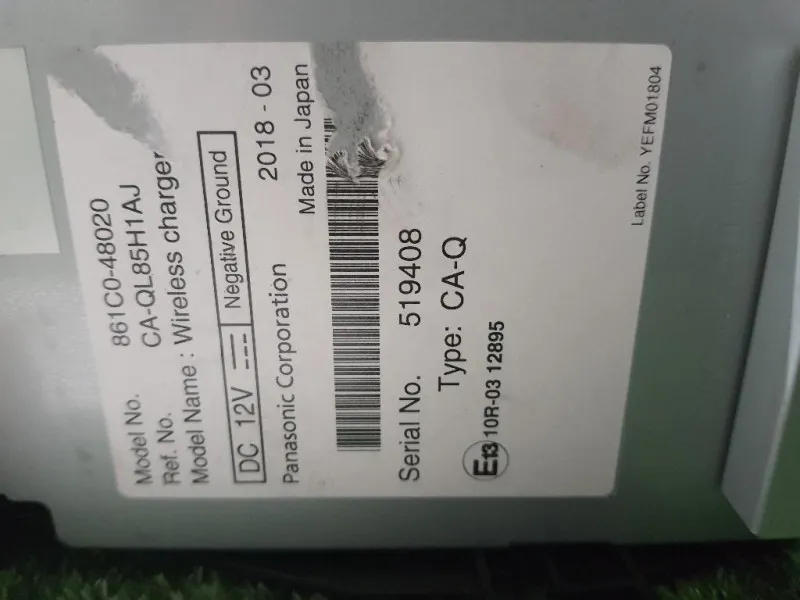 Model No. 861C0-48020
Ref. No. CA-QL85H1AJ
Model Name : Wireless charger
DC 12V Negative Ground
Panasonic Corporation 2018 - 03
Made in Japan
Serial No. 519408
Type: CA-Q
E13 10R-03 12895
Label No. YEFM01804